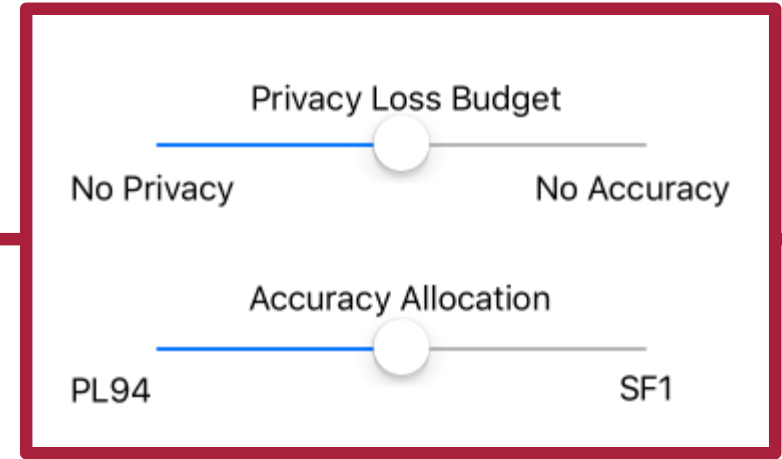 Privacy Loss Budget
No Privacy No Accuracy
Accuracy Allocation
PL94 SF1